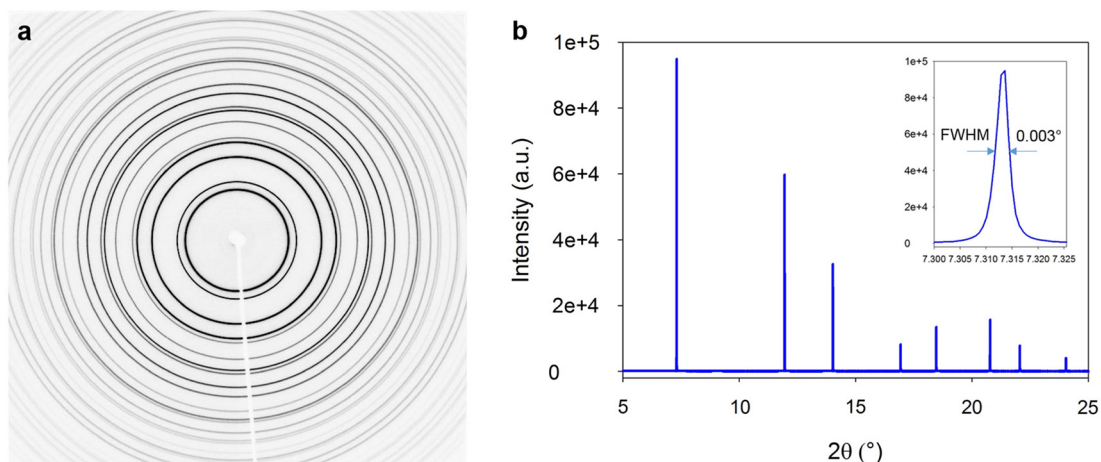 a
b
Intensity (a.u.)
1e+5
8e+4
6e+4
4e+4
2e+4
0
5 10 15 20 25
2θ (°)
1e+5
8e+4
6e+4
4e+4
2e+4
0
FWHM 0.003°
7.300 7.305 7.310 7.315 7.320 7.325